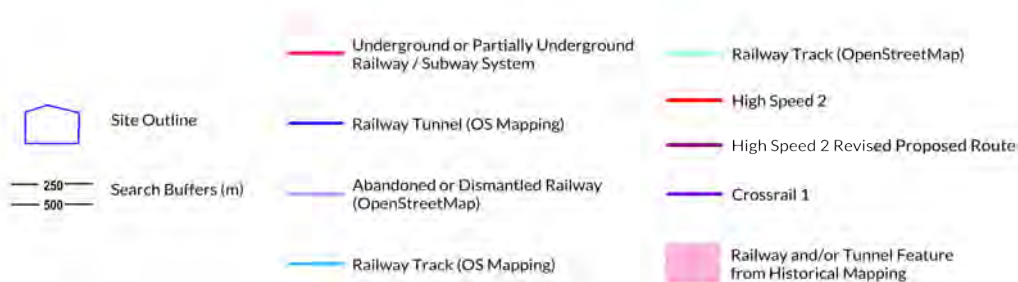 Site Outline
250
500
Search Buffers (m)
Underground or Partially Underground
Railway / Subway System
Railway Tunnel (OS Mapping)
Abandoned or Dismantled Railway
(OpenStreetMap)
Railway Track (OS Mapping)
Railway Track (OpenStreetMap)
High Speed 2
High Speed 2 Revised Proposed Route
Crossrail 1
Railway and/or Tunnel Feature
from Historical Mapping